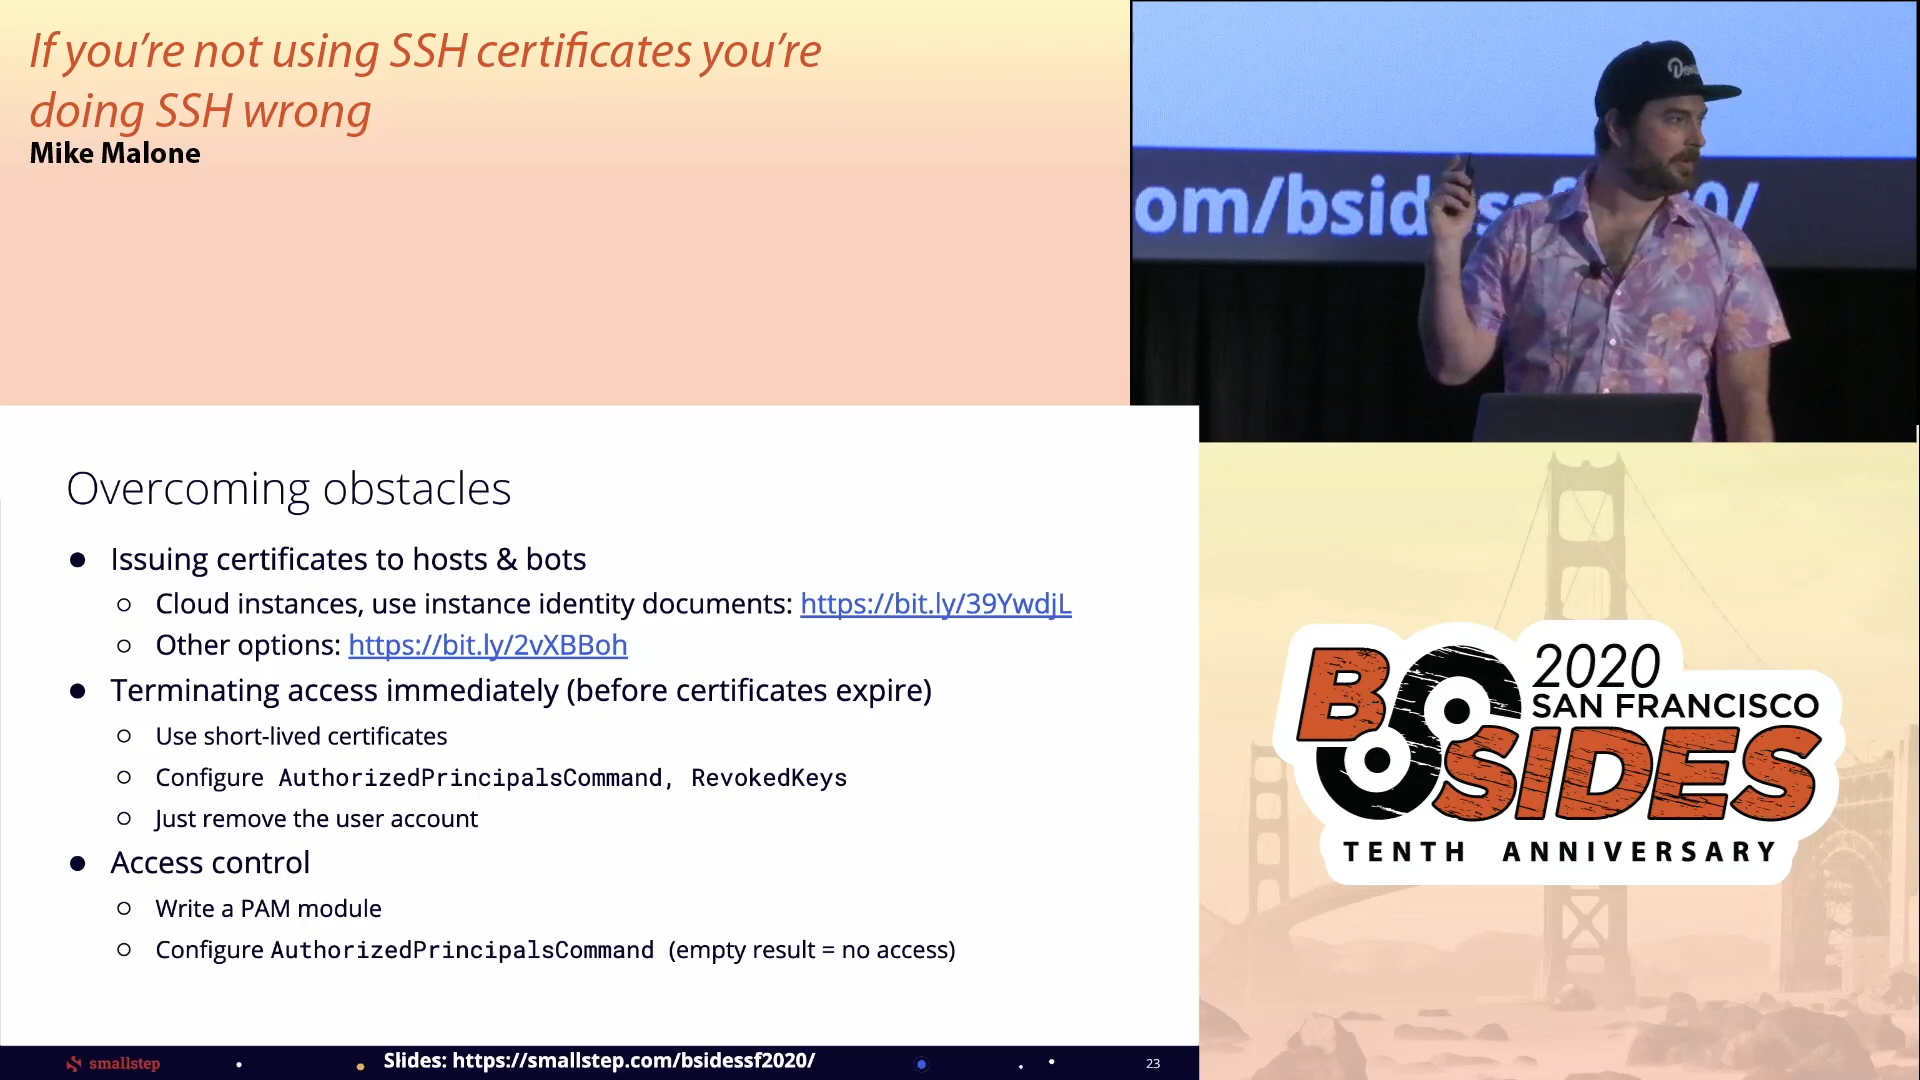 If you’re not using SSH certificates you’re
doing SSH wrong
Mike Malone
om/bsid
Overcoming obstacles
● Issuing certificates to hosts & bots
○ Cloud instances, use instance identity documents: https://bit.ly/39YwdjL
○ Other options: https://bit.ly/2vXBBoh
● Terminating access immediately (before certificates expire)
○ Use short-lived certificates
○ Configure AuthorizedPrincipalsCommand, RevokedKeys
○ Just remove the user account
● Access control
○ Write a PAM module
○ Configure AuthorizedPrincipalsCommand (empty result = no access)
smallstep
Slides: https://smallstep.com/bsidessf2020/
23
2020
SAN FRANCISCO
BSIDES
TENTH ANNIVERSARY